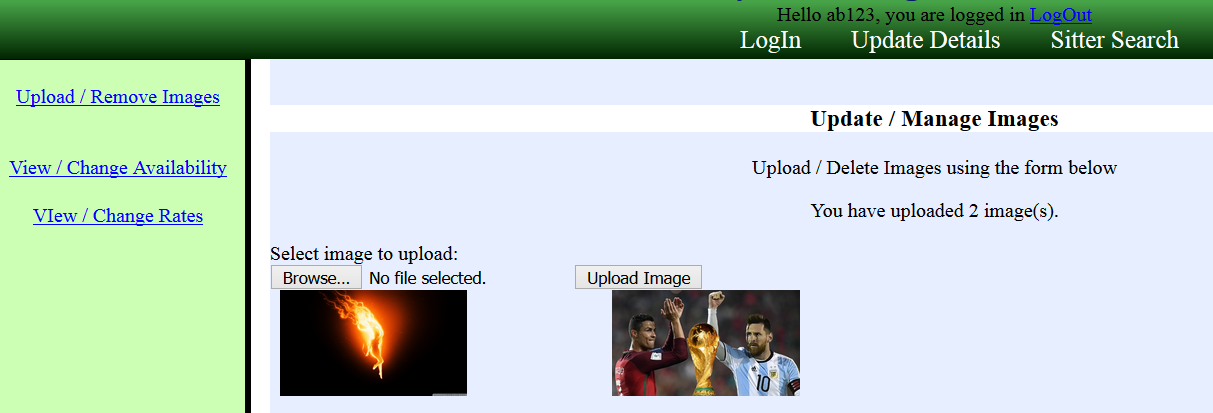 Hello ab123, you are logged in LogOut
LogIn Update Details Sitter Search
Upload / Remove Images
View / Change Availability
VIew / Change Rates
Update / Manage Images
Upload / Delete Images using the form below
You have uploaded 2 image(s).
Select image to upload:
Browse... No file selected. Upload Image
10